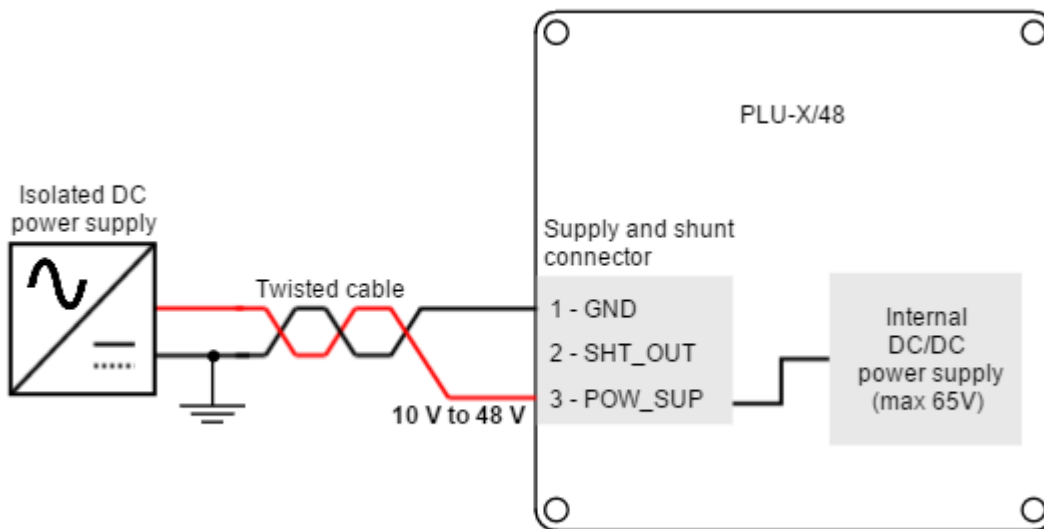 PLU-X/48
Isolated DC
power supply
Supply and shunt
connector
Twisted cable
1 - GND
2 - SHT_OUT
3 - POW_SUP
10 V to 48 V
Internal
DC/DC
power supply
(max 65V)